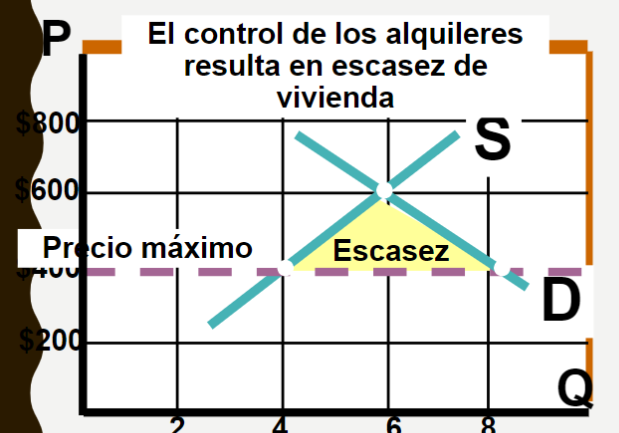 P
El control de los alquileres
resulta en escasez de
vivienda
$800
S
$600
Precio máximo
Escasez
$400
D
$200
Q
2 4 6 8